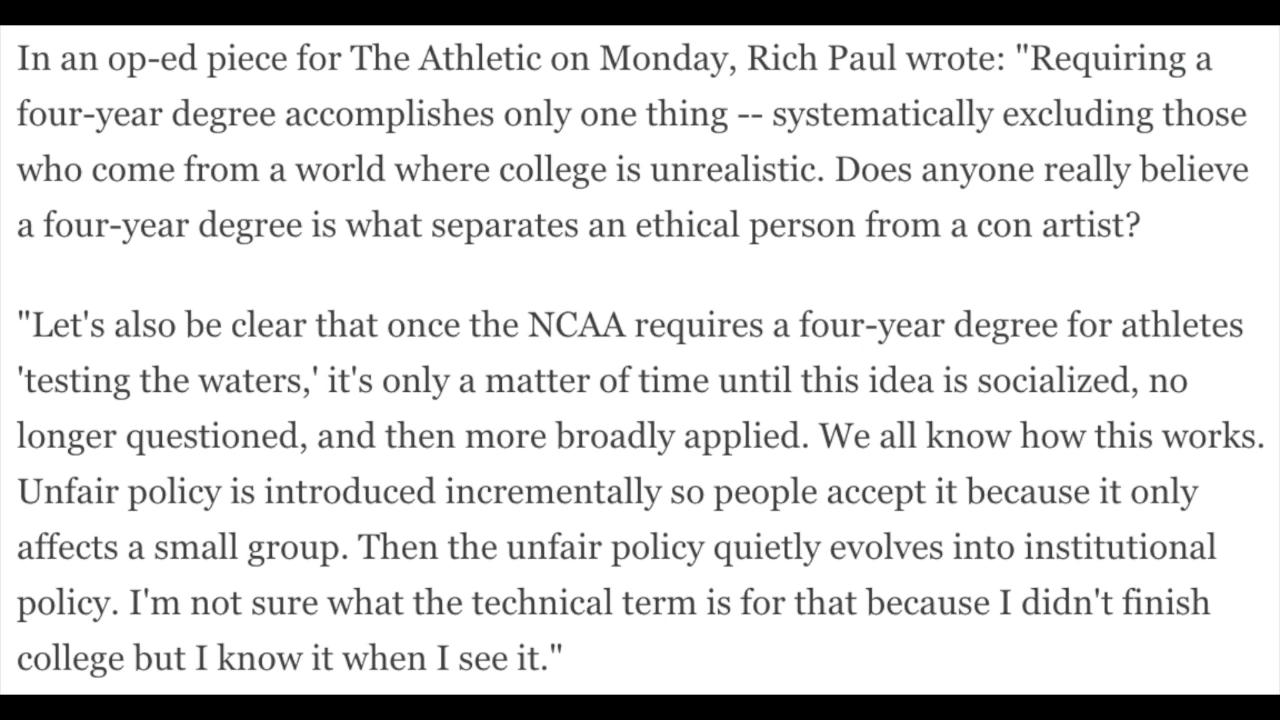 In an op-ed piece for The Athletic on Monday, Rich Paul wrote: "Requiring a
four-year degree accomplishes only one thing -- systematically excluding those
who come from a world where college is unrealistic. Does anyone really believe
a four-year degree is what separates an ethical person from a con artist?
"Let's also be clear that once the NCAA requires a four-year degree for athletes
'testing the waters,' it's only a matter of time until this idea is socialized, no
longer questioned, and then more broadly applied. We all know how this works.
Unfair policy is introduced incrementally so people accept it because it only
affects a small group. Then the unfair policy quietly evolves into institutional
policy. I'm not sure what the technical term is for that because I didn't finish
college but I know it when I see it."